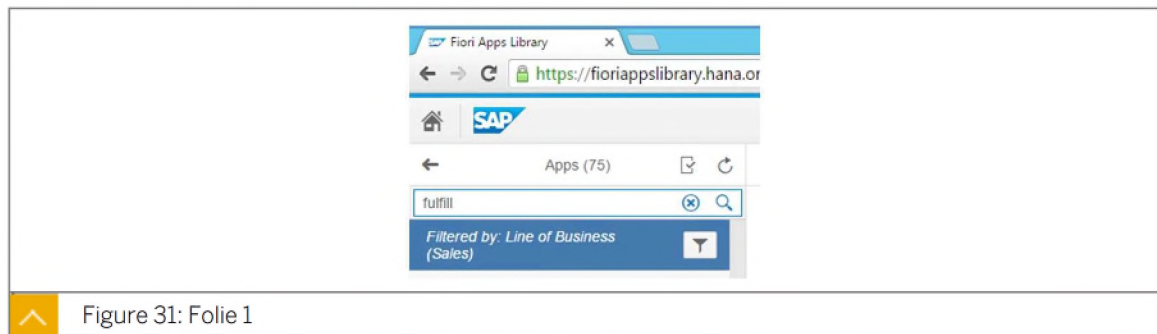 SAP Fiori Apps Library
https://fioriappslibrary.hana.or
SAP
Apps (75)
fulfill
Filtered by: Line of Business
(Sales)
Figure 31: Folie 1